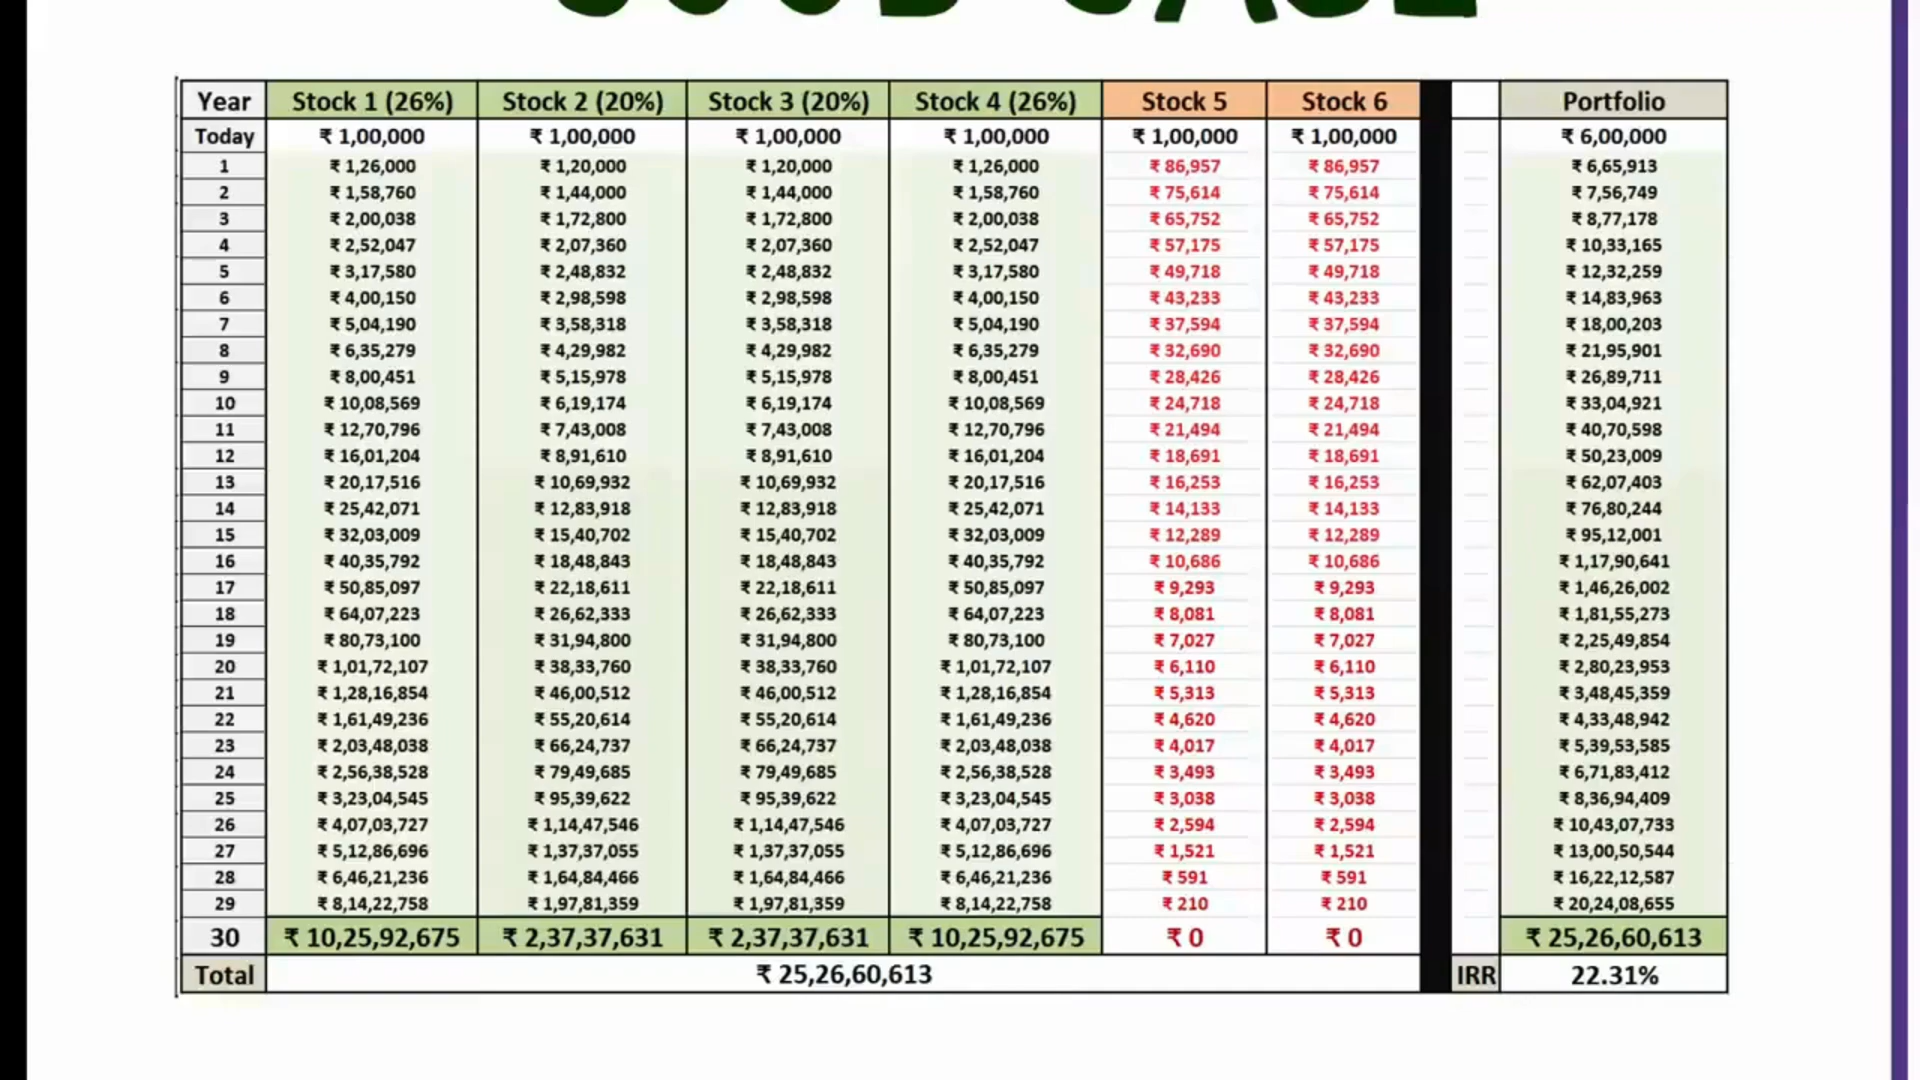 GOOD CASE
Year Stock 1 (26%) Stock 2 (20%) Stock 3 (20%) Stock 4 (26%) Stock 5 Stock 6 Portfolio
Today ₹ 1,00,000 ₹ 1,00,000 ₹ 1,00,000 ₹ 1,00,000 ₹ 1,00,000 ₹ 1,00,000 ₹ 6,00,000
1 ₹ 1,26,000 ₹ 1,20,000 ₹ 1,20,000 ₹ 1,26,000 ₹ 86,957 ₹ 86,957 ₹ 6,65,913
2 ₹ 1,58,760 ₹ 1,44,000 ₹ 1,44,000 ₹ 1,58,760 ₹ 75,614 ₹ 75,614 ₹ 7,56,749
3 ₹ 2,00,038 ₹ 1,72,800 ₹ 1,72,800 ₹ 2,00,038 ₹ 65,752 ₹ 65,752 ₹ 8,77,178
4 ₹ 2,52,047 ₹ 2,07,360 ₹ 2,07,360 ₹ 2,52,047 ₹ 57,175 ₹ 57,175 ₹ 10,33,165
5 ₹ 3,17,580 ₹ 2,48,832 ₹ 2,48,832 ₹ 3,17,580 ₹ 49,718 ₹ 49,718 ₹ 12,32,259
6 ₹ 4,00,150 ₹ 2,98,598 ₹ 2,98,598 ₹ 4,00,150 ₹ 43,233 ₹ 43,233 ₹ 14,83,963
7 ₹ 5,04,190 ₹ 3,58,318 ₹ 3,58,318 ₹ 5,04,190 ₹ 37,594 ₹ 37,594 ₹ 18,00,203
8 ₹ 6,35,279 ₹ 4,29,982 ₹ 4,29,982 ₹ 6,35,279 ₹ 32,690 ₹ 32,690 ₹ 21,95,901
9 ₹ 8,00,451 ₹ 5,15,978 ₹ 5,15,978 ₹ 8,00,451 ₹ 28,426 ₹ 28,426 ₹ 26,89,711
10 ₹ 10,08,569 ₹ 6,19,174 ₹ 6,19,174 ₹ 10,08,569 ₹ 24,718 ₹ 24,718 ₹ 33,04,921
11 ₹ 12,70,796 ₹ 7,43,008 ₹ 7,43,008 ₹ 12,70,796 ₹ 21,494 ₹ 21,494 ₹ 40,70,598
12 ₹ 16,01,204 ₹ 8,91,610 ₹ 8,91,610 ₹ 16,01,204 ₹ 18,691 ₹ 18,691 ₹ 50,23,009
13 ₹ 20,17,516 ₹ 10,69,932 ₹ 10,69,932 ₹ 20,17,516 ₹ 16,253 ₹ 16,253 ₹ 62,07,403
14 ₹ 25,42,071 ₹ 12,83,918 ₹ 12,83,918 ₹ 25,42,071 ₹ 14,133 ₹ 14,133 ₹ 76,80,244
15 ₹ 32,03,009 ₹ 15,40,702 ₹ 15,40,702 ₹ 32,03,009 ₹ 12,289 ₹ 12,289 ₹ 95,12,001
16 ₹ 40,35,792 ₹ 18,48,843 ₹ 18,48,843 ₹ 40,35,792 ₹ 10,686 ₹ 10,686 ₹ 1,17,90,641
17 ₹ 50,85,097 ₹ 22,18,611 ₹ 22,18,611 ₹ 50,85,097 ₹ 9,293 ₹ 9,293 ₹ 1,46,26,002
18 ₹ 64,07,223 ₹ 26,62,333 ₹ 26,62,333 ₹ 64,07,223 ₹ 8,081 ₹ 8,081 ₹ 1,81,55,273
19 ₹ 80,73,100 ₹ 31,94,800 ₹ 31,94,800 ₹ 80,73,100 ₹ 7,027 ₹ 7,027 ₹ 2,25,49,854
20 ₹ 1,01,72,107 ₹ 38,33,760 ₹ 38,33,760 ₹ 1,01,72,107 ₹ 6,110 ₹ 6,110 ₹ 2,80,23,953
21 ₹ 1,28,16,854 ₹ 46,00,512 ₹ 46,00,512 ₹ 1,28,16,854 ₹ 5,313 ₹ 5,313 ₹ 3,48,45,359
22 ₹ 1,61,49,236 ₹ 55,20,614 ₹ 55,20,614 ₹ 1,61,49,236 ₹ 4,620 ₹ 4,620 ₹ 4,33,48,942
23 ₹ 2,03,48,038 ₹ 66,24,737 ₹ 66,24,737 ₹ 2,03,48,038 ₹ 4,017 ₹ 4,017 ₹ 5,39,53,585
24 ₹ 2,56,38,528 ₹ 79,49,685 ₹ 79,49,685 ₹ 2,56,38,528 ₹ 3,493 ₹ 3,493 ₹ 6,71,83,412
25 ₹ 3,23,04,545 ₹ 95,39,622 ₹ 95,39,622 ₹ 3,23,04,545 ₹ 3,038 ₹ 3,038 ₹ 8,36,94,409
26 ₹ 4,07,03,727 ₹ 1,14,47,546 ₹ 1,14,47,546 ₹ 4,07,03,727 ₹ 2,594 ₹ 2,594 ₹ 10,43,07,733
27 ₹ 5,12,86,696 ₹ 1,37,37,055 ₹ 1,37,37,055 ₹ 5,12,86,696 ₹ 1,521 ₹ 1,521 ₹ 13,00,50,544
28 ₹ 6,46,21,236 ₹ 1,64,84,466 ₹ 1,64,84,466 ₹ 6,46,21,236 ₹ 591 ₹ 591 ₹ 16,22,12,587
29 ₹ 8,14,22,758 ₹ 1,97,81,359 ₹ 1,97,81,359 ₹ 8,14,22,758 ₹ 210 ₹ 210 ₹ 20,24,08,655
30 ₹ 10,25,92,675 ₹ 2,37,37,631 ₹ 2,37,37,631 ₹ 10,25,92,675 ₹ 0 ₹ 0 ₹ 25,26,60,613
Total ₹ 25,26,60,613 IRR 22.31%